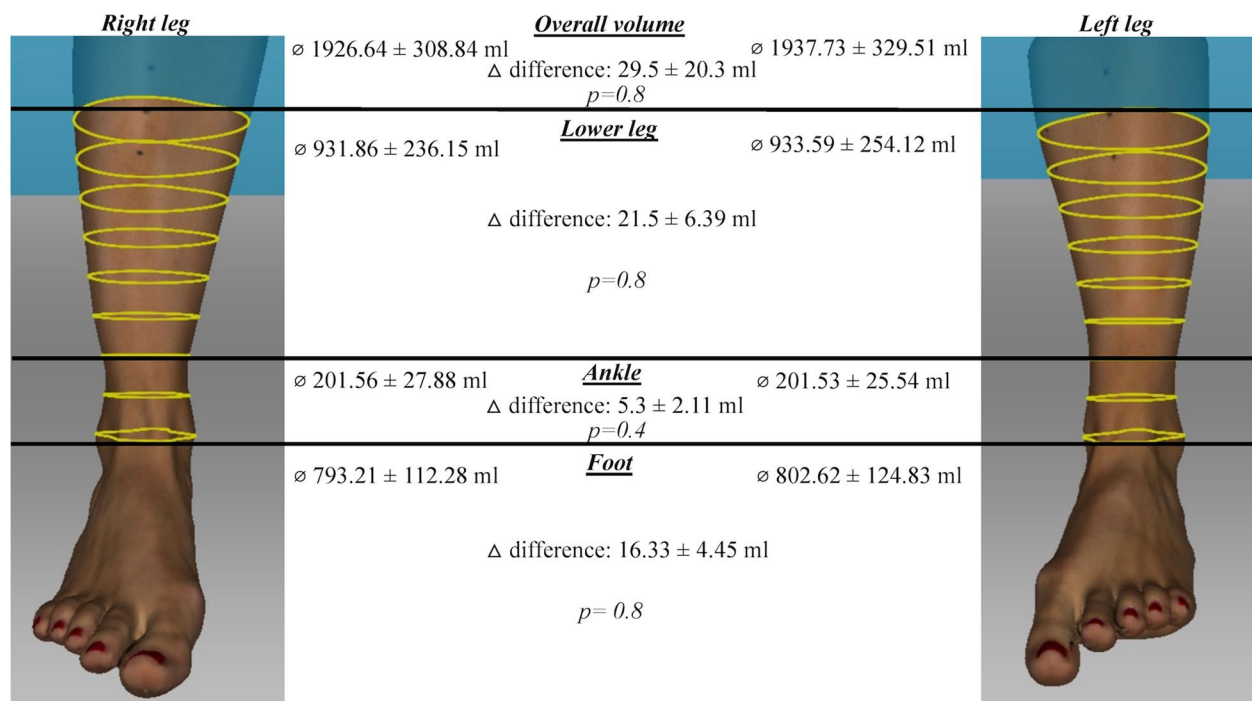 Right leg
Overall volume
Left leg
⌀ 1926.64 ± 308.84 ml
⌀ 1937.73 ± 329.51 ml
Δ difference: 29.5 ± 20.3 ml
p=0.8
Lower leg
⌀ 931.86 ± 236.15 ml
⌀ 933.59 ± 254.12 ml
Δ difference: 21.5 ± 6.39 ml
p=0.8
Ankle
⌀ 201.56 ± 27.88 ml
⌀ 201.53 ± 25.54 ml
Δ difference: 5.3 ± 2.11 ml
p=0.4
Foot
⌀ 793.21 ± 112.28 ml
⌀ 802.62 ± 124.83 ml
Δ difference: 16.33 ± 4.45 ml
p= 0.8